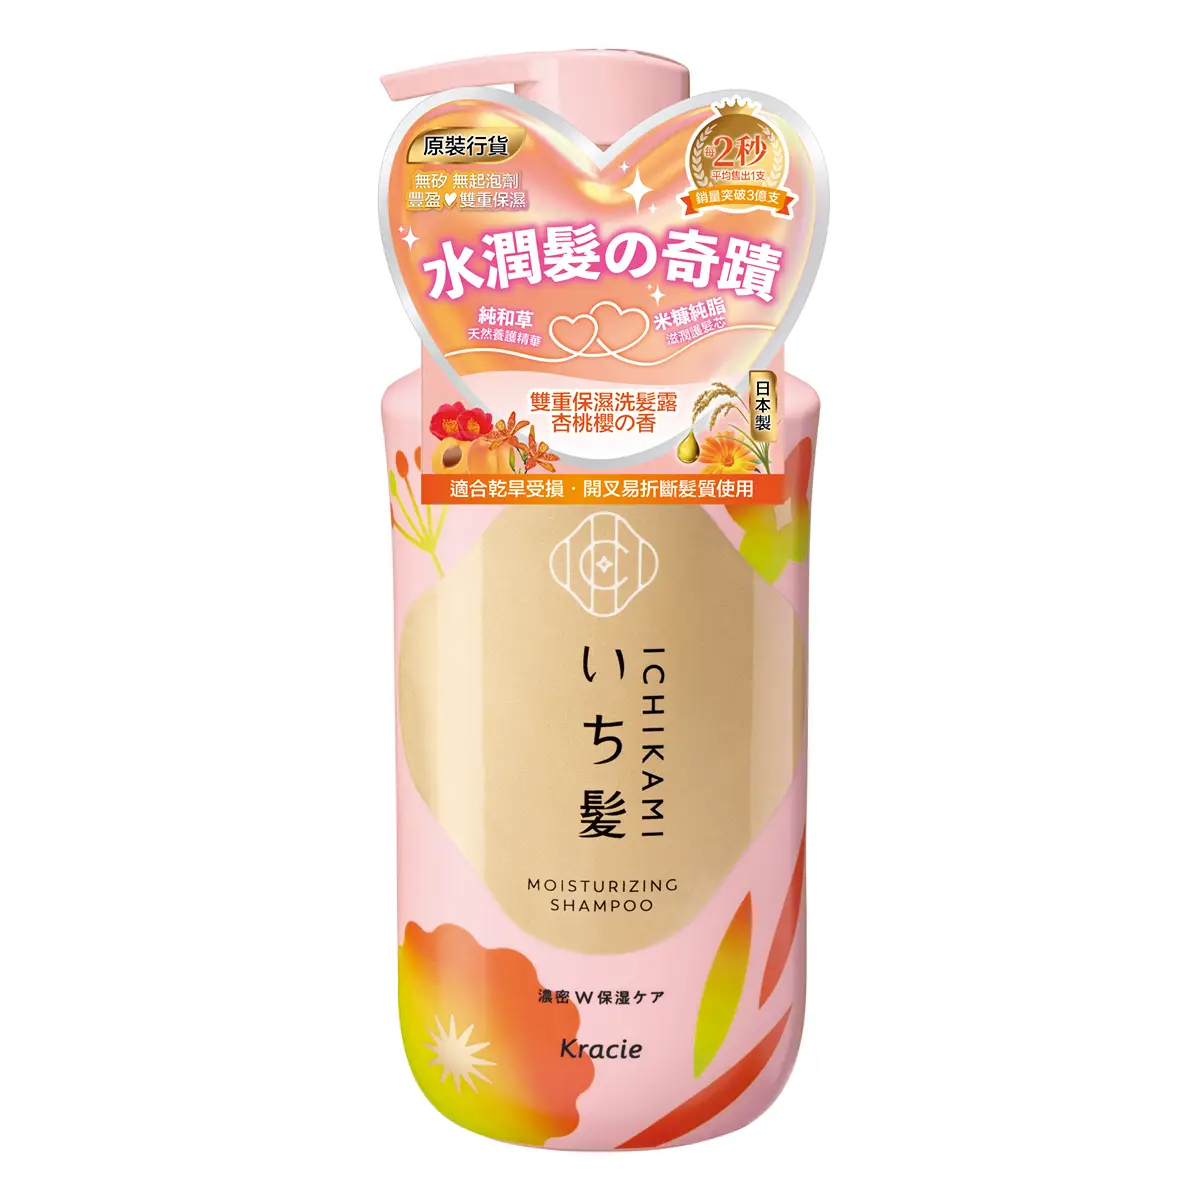 原裝行貨
無矽 無起泡劑
豐盈♥雙重保濕
每2秒
平均售出1支
銷量突破3億支
水潤髮の奇蹟
純和草
天然養護精華
米糠純脂
滋潤護髮芯
雙重保濕洗髮露
杏桃櫻の香
日本製
適合乾旱受損・開叉易折斷髮質使用
いち髪
ICHIKAMI
MOISTURIZING
SHAMPOO
濃密W保湿ケア
Kracie